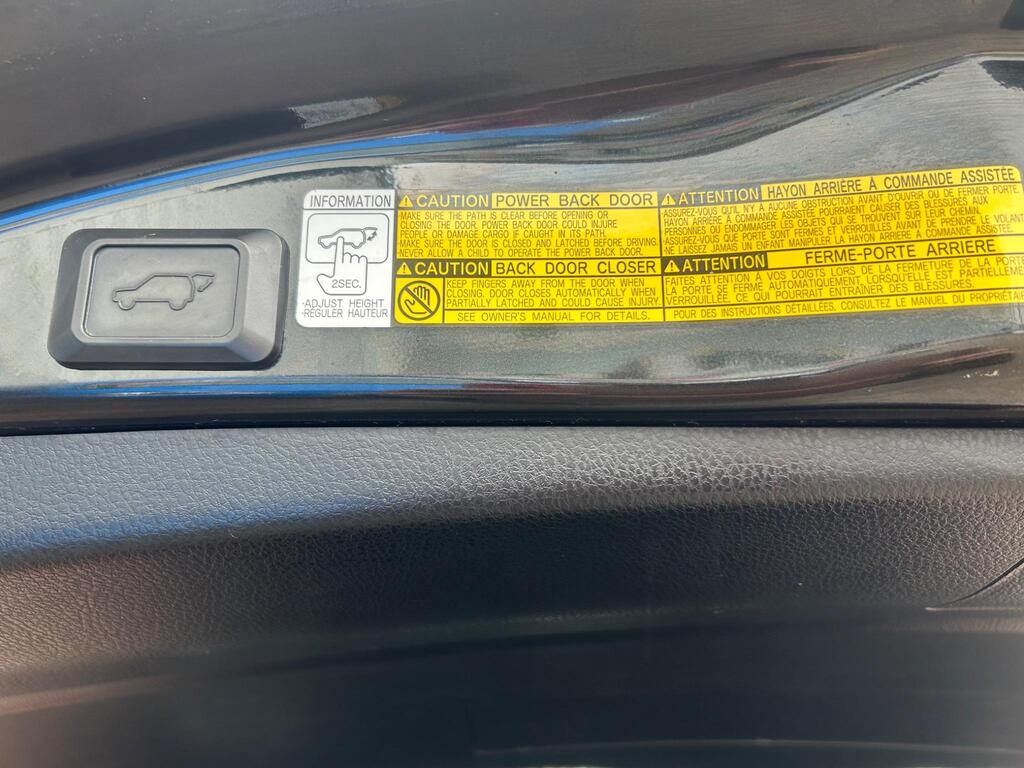 INFORMATION
2SEC.
ADJUST HEIGHT
RÉGULER HAUTEUR
CAUTION POWER BACK DOOR
MAKE SURE THE PATH IS CLEAR BEFORE OPENING OR
CLOSING THE DOOR. POWER BACK DOOR COULD INJURE
PEOPLE OR DAMAGE CARGO IF CAUGHT IN ITS PATH.
MAKE SURE THE DOOR IS CLOSED AND LATCHED BEFORE DRIVING.
NEVER ALLOW A CHILD TO OPERATE THE POWER BACK DOOR.
CAUTION BACK DOOR CLOSER
KEEP FINGERS AWAY FROM THE DOOR WHEN
CLOSING. DOOR CLOSES AUTOMATICALLY WHEN
PARTIALLY LATCHED AND COULD CAUSE INJURY.
SEE OWNER'S MANUAL FOR DETAILS.
ATTENTION HAYON ARRIÈRE À COMMANDE ASSISTÉE
ASSUREZ-VOUS QU'IL N'Y A AUCUNE OBSTRUCTION AVANT D'OUVRIR OU DE FERMER PORTE
HAYON ARRIÈRE À COMMANDE ASSISTÉE POURRAIENT CAUSER DES BLESSURES AUX
PERSONNES OU ENDOMMAGER DES OBJETS QUI SE TROUVENT SUR LEUR CHEMIN.
ASSUREZ-VOUS QUE PORTE SONT FERMÉS ET VERROUILLÉS AVANT DE PRENDRE LE VOLANT
NE LAISSEZ JAMAIS UN ENFANT MANIPULER LA HAYON ARRIÈRE À COMMANDE ASSISTÉE
ATTENTION FERME-PORTE ARRIERE
FAITES ATTENTION À VOS DOIGTS LORS DE LA FERMETURE DE LA PORTE
A PORTE SE FERME AUTOMATIQUEMENT, LORSQU'ELLE EST PARTIELLEME
VERROUILLÉE, CE QUI POURRAIT ENTRAÎNER DES BLESSURES.
POUR DES INSTRUCTIONS DÉTAILLÉES, CONSULTEZ LE MANUEL DU PROPRIÉTAI